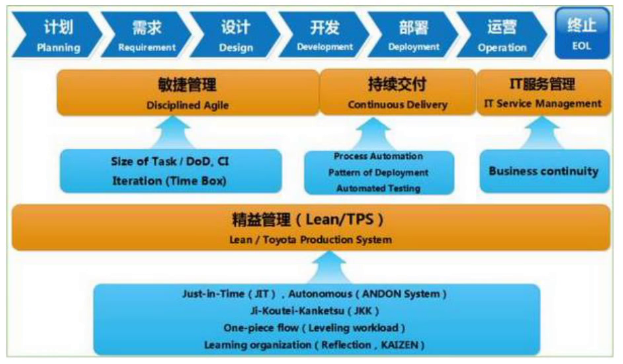 计划
Planning
需求
Requirement
设计
Design
开发
Development
部署
Deployment
运营
Operation
终止
EOL
敏捷管理
Disciplined Agile
持续交付
Continuous Delivery
IT服务管理
IT Service Management
Size of Task / DoD, CI
Iteration (Time Box)
Process Automation
Pattern of Deployment
Automated Testing
Business continuity
精益管理（Lean/TPS）
Lean / Toyota Production System
Just-in-Time（JIT），Autonomous（ANDON System）
Ji-Koutei-Kanketsu（JKK）
One-piece flow（Leveling workload）
Learning organization（Reflection，KAIZEN）